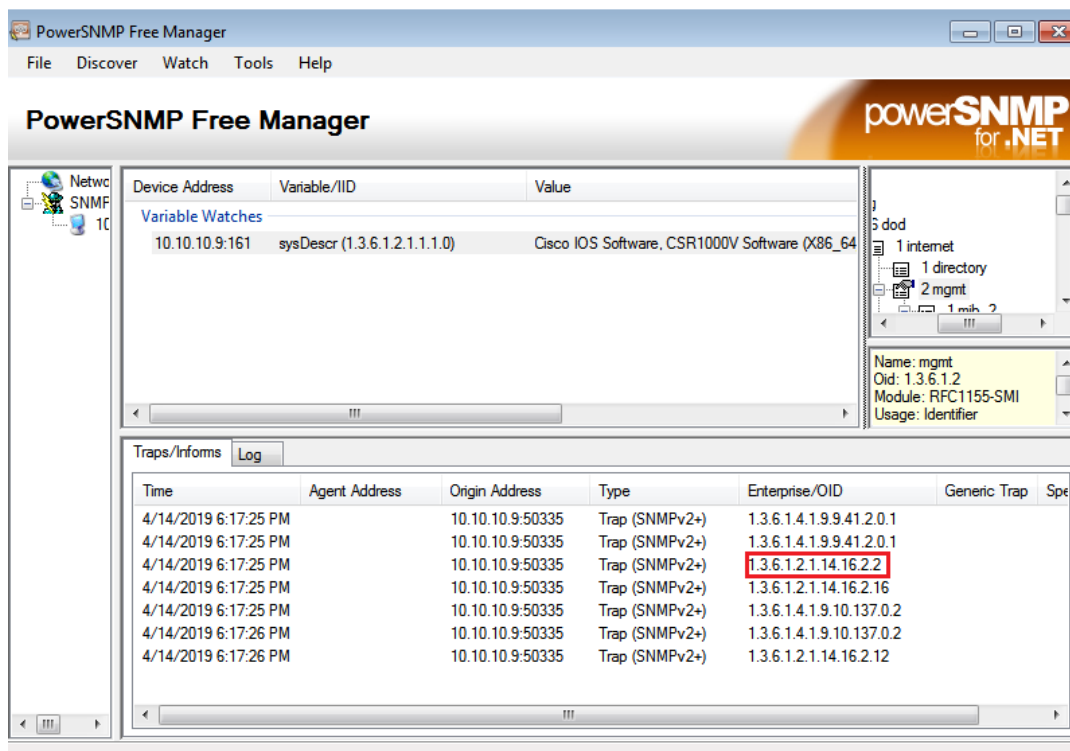 PowerSNMP Free Manager
File Discover Watch Tools Help
PowerSNMP Free Manager
powerSNMP
for .NET
Netwo
SNMF
10
Device Address Variable/IID Value
Variable Watches
10.10.10.9:161 sysDescr (1.3.6.1.2.1.1.1.0) Cisco IOS Software, CSR1000V Software (X86_64
6 dod
1 internet
1 directory
2 mgmt
1 mib_2
Name: mgmt
Oid: 1.3.6.1.2
Module: RFC1155-SMI
Usage: Identifier
Traps/Informs Log
Time Agent Address Origin Address Type Enterprise/OID Generic Trap Spe
4/14/2019 6:17:25 PM 10.10.10.9:50335 Trap (SNMPv2+) 1.3.6.1.4.1.9.9.41.2.0.1
4/14/2019 6:17:25 PM 10.10.10.9:50335 Trap (SNMPv2+) 1.3.6.1.4.1.9.9.41.2.0.1
4/14/2019 6:17:25 PM 10.10.10.9:50335 Trap (SNMPv2+) 1.3.6.1.2.1.14.16.2.2
4/14/2019 6:17:25 PM 10.10.10.9:50335 Trap (SNMPv2+) 1.3.6.1.2.1.14.16.2.16
4/14/2019 6:17:25 PM 10.10.10.9:50335 Trap (SNMPv2+) 1.3.6.1.4.1.9.10.137.0.2
4/14/2019 6:17:26 PM 10.10.10.9:50335 Trap (SNMPv2+) 1.3.6.1.4.1.9.10.137.0.2
4/14/2019 6:17:26 PM 10.10.10.9:50335 Trap (SNMPv2+) 1.3.6.1.2.1.14.16.2.12